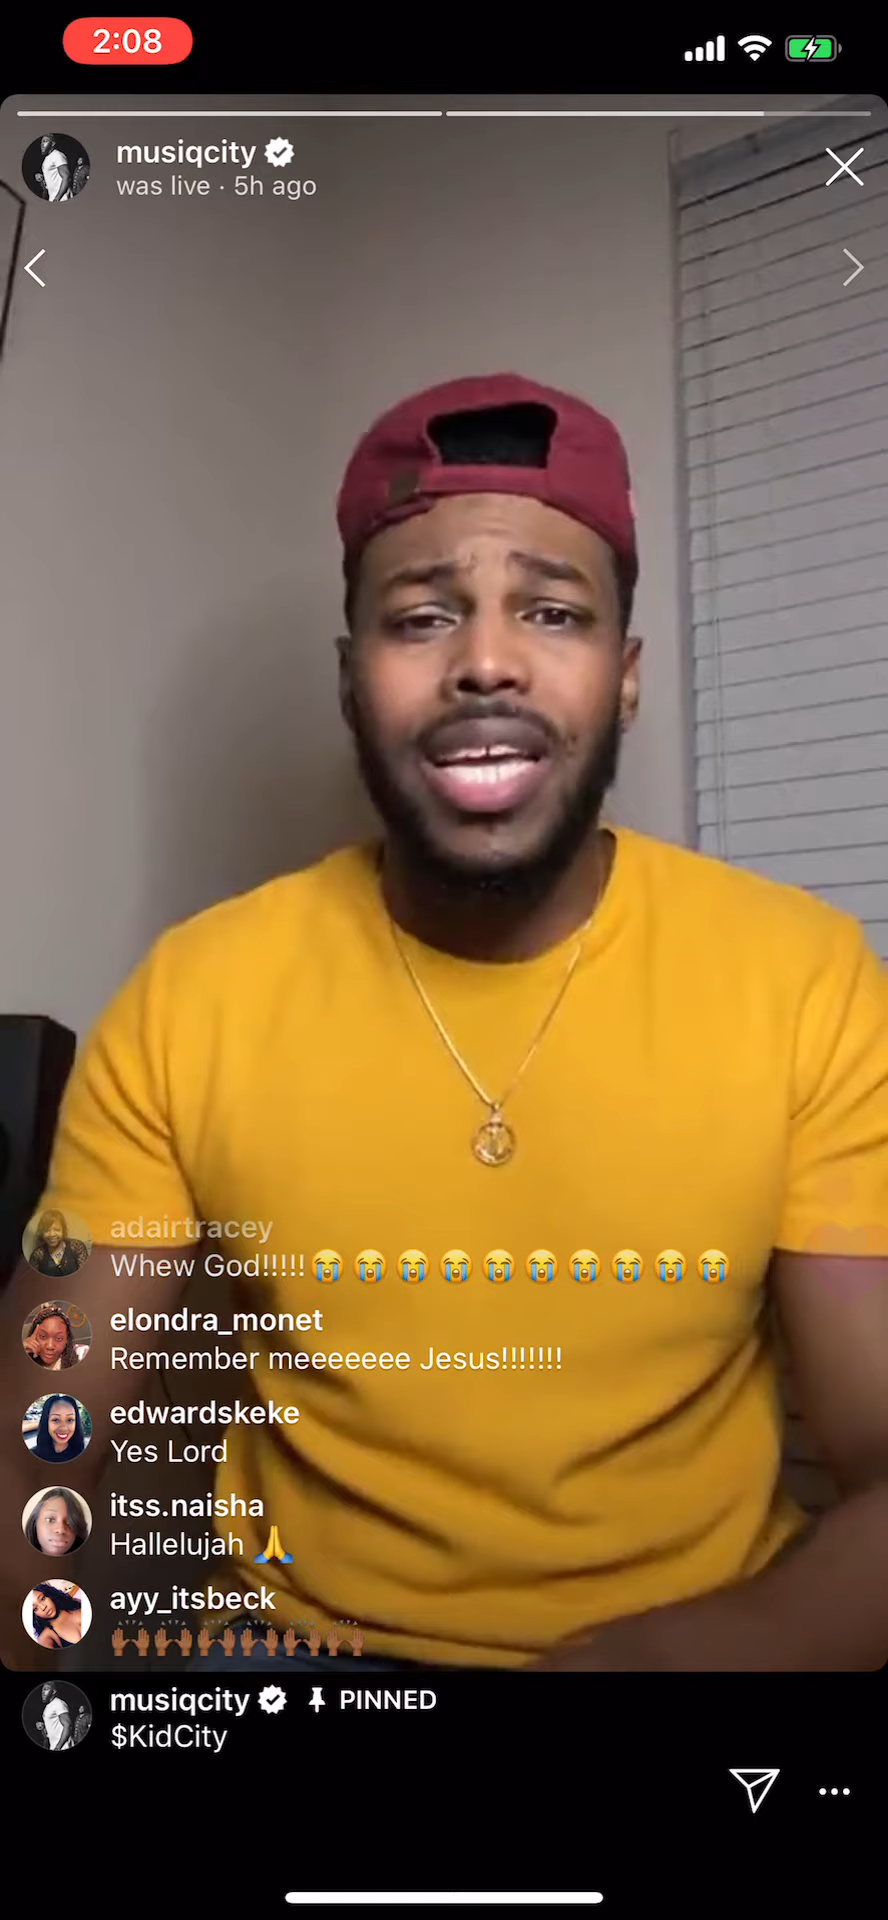 2:08
musiqcity
was live · 5h ago
adairtracey
Whew God!!!!!😭😭😭😭😭😭😭😭😭😭
elondra_monet
Remember meeeeeee Jesus!!!!!!!
edwardskeke
Yes Lord
itss.naisha
Hallelujah 🙏
ayy_itsbeck
🙌🏾🙌🏾🙌🏾🙌🏾🙌🏾🙌🏾
musiqcity PINNED
$KidCity